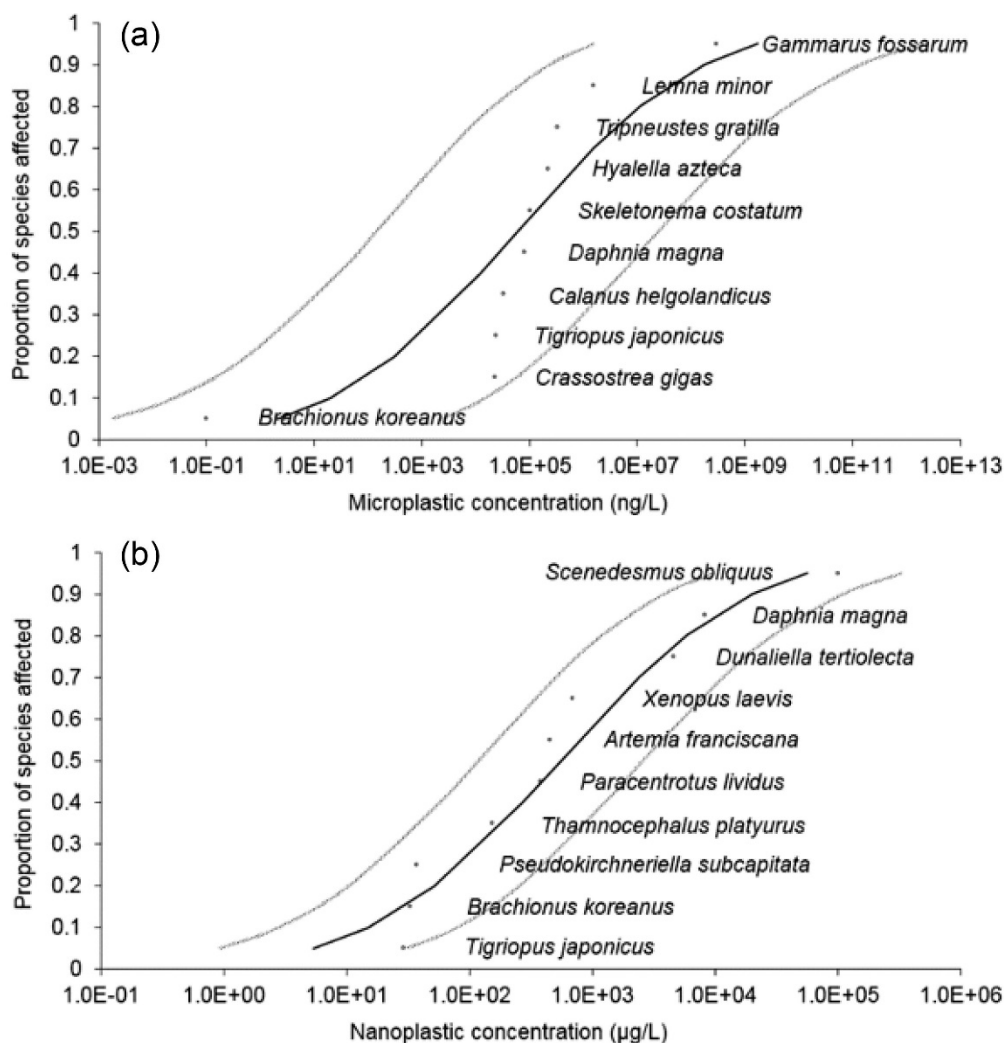 (a)
Proportion of species affected
1
0.9
0.8
0.7
0.6
0.5
0.4
0.3
0.2
0.1
0
Gammarus fossarum
Lemna minor
Tripneustes gratilla
Hyalella azteca
Skeletonema costatum
Daphnia magna
Calanus helgolandicus
Tigriopus japonicus
Crassostrea gigas
Brachionus koreanus
1.0E-03 1.0E-01 1.0E+01 1.0E+03 1.0E+05 1.0E+07 1.0E+09 1.0E+11 1.0E+13
Microplastic concentration (ng/L)
(b)
Proportion of species affected
1
0.9
0.8
0.7
0.6
0.5
0.4
0.3
0.2
0.1
0
Scenedesmus obliquus
Daphnia magna
Dunaliella tertiolecta
Xenopus laevis
Artemia franciscana
Paracentrotus lividus
Thamnocephalus platyurus
Pseudokirchneriella subcapitata
Brachionus koreanus
Tigriopus japonicus
1.0E-01 1.0E+00 1.0E+01 1.0E+02 1.0E+03 1.0E+04 1.0E+05 1.0E+06
Nanoplastic concentration (µg/L)